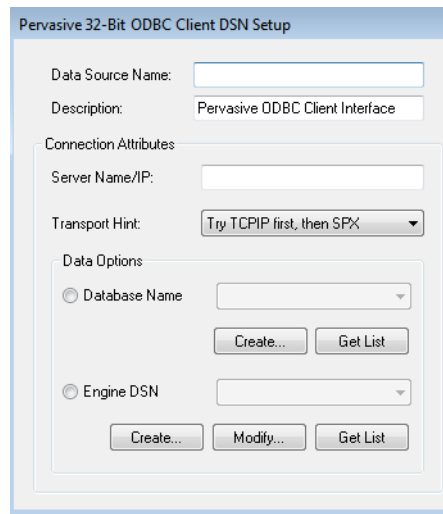 Pervasive 32-Bit ODBC Client DSN Setup
Data Source Name:
Description: Pervasive ODBC Client Interface
Connection Attributes
Server Name/IP:
Transport Hint: Try TCPIP first, then SPX
Data Options
Database Name
Create... Get List
Engine DSN
Create... Modify... Get List